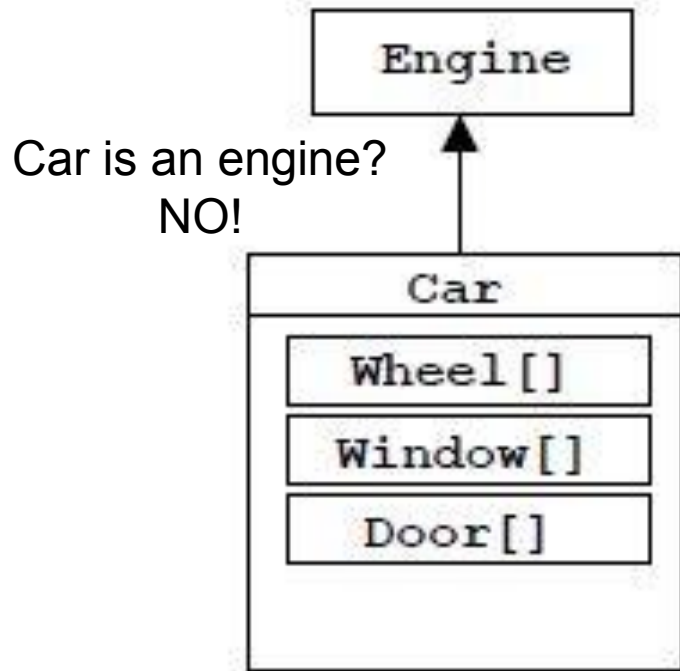 Engine
Car is an engine?
NO!
Car
Wheel[]
Window[]
Door[]